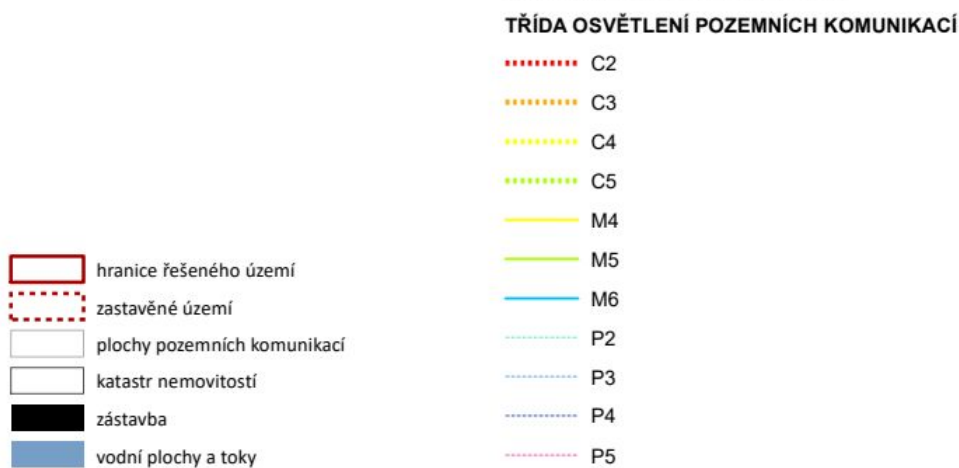 TŘÍDA OSVĚTLENÍ POZEMNÍCH KOMUNIKACÍ
C2
C3
C4
C5
M4
M5
M6
P2
P3
P4
P5
hranice řešeného území
zastavěné území
plochy pozemních komunikací
katastr nemovitostí
zástavba
vodní plochy a toky